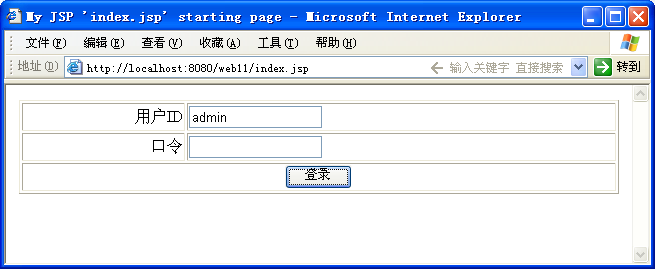 My JSP 'index.jsp' starting page - Microsoft Internet Explorer
文件(F) 编辑(E) 查看(V) 收藏(A) 工具(T) 帮助(H)
地址(D) http://localhost:8080/web11/index.jsp 输入关键字 直接搜索 转到
用户ID admin
口令
登录